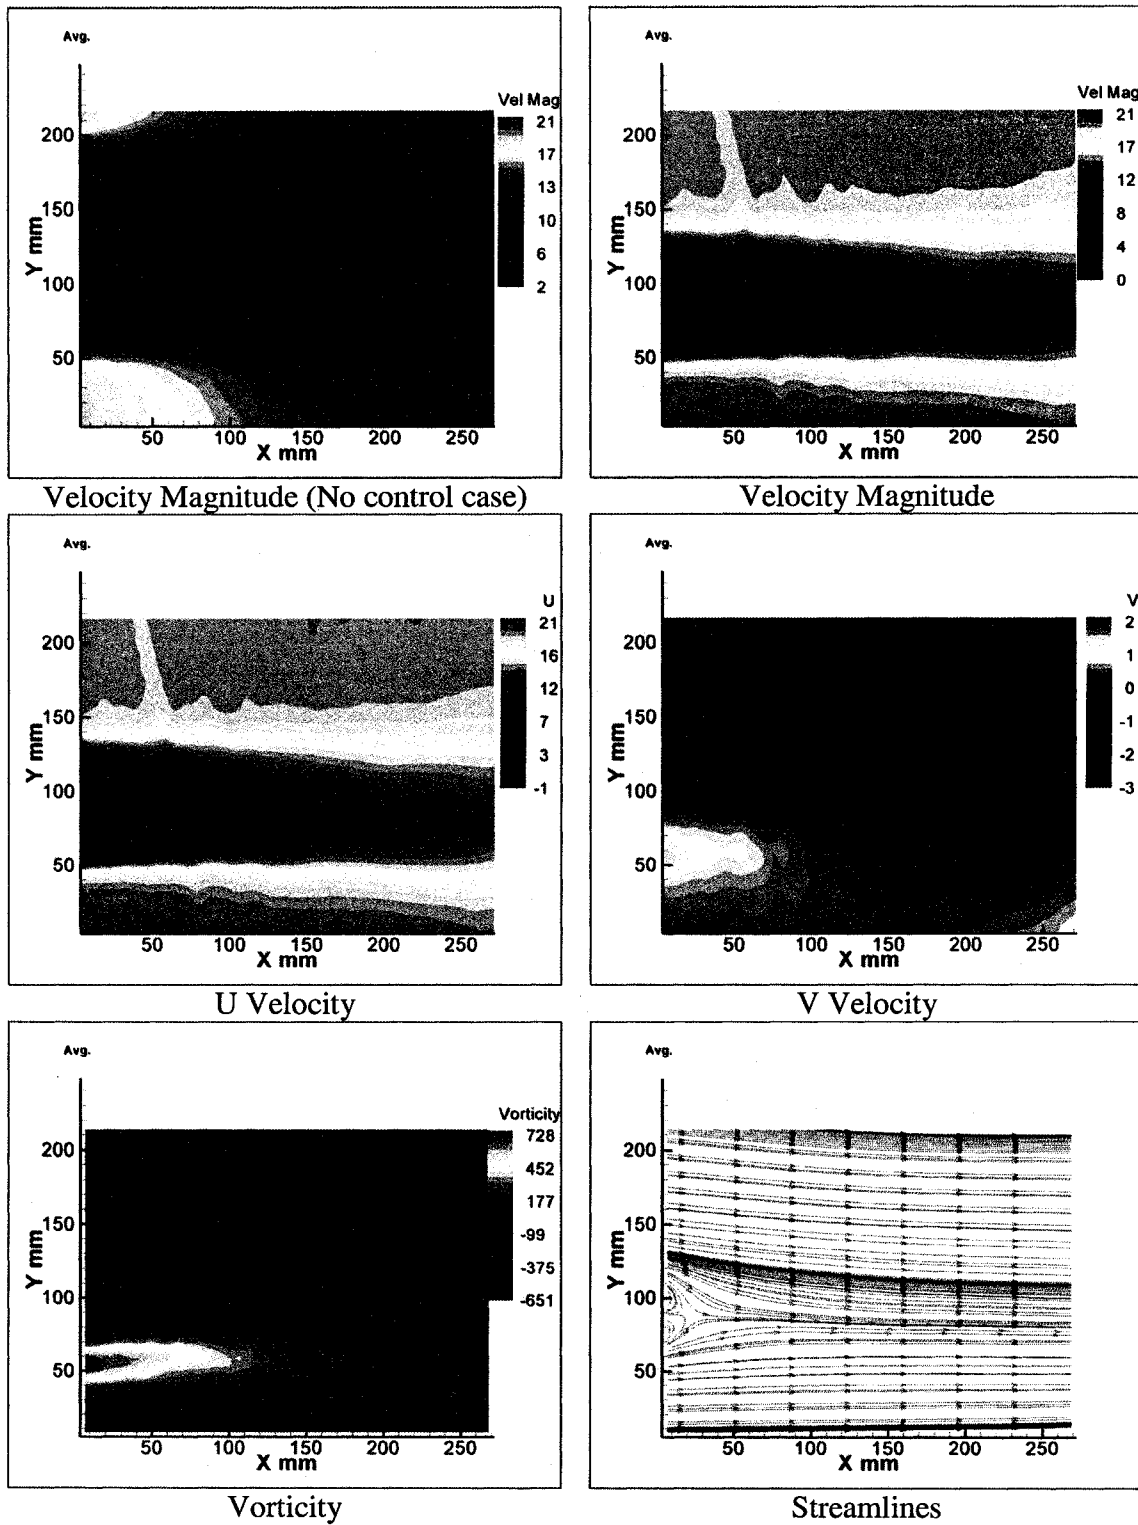 Avg.
Vel Mag
21
17
13
10
6
2
200
150
100
50
Y mm
50 100 150 200 250
X mm
Velocity Magnitude (No control case)
Avg.
Vel Mag
21
17
12
8
4
0
200
150
100
50
Y mm
50 100 150 200 250
X mm
Velocity Magnitude
Avg.
U
21
16
12
7
3
-1
200
150
100
50
Y mm
50 100 150 200 250
X mm
U Velocity
Avg.
V
2
1
0
-1
-2
-3
200
150
100
50
Y mm
50 100 150 200 250
X mm
V Velocity
Avg.
Vorticity
728
452
177
-99
-375
-651
200
150
100
50
Y mm
50 100 150 200 250
X mm
Vorticity
Avg.
200
150
100
50
Y mm
50 100 150 200 250
X mm
Streamlines